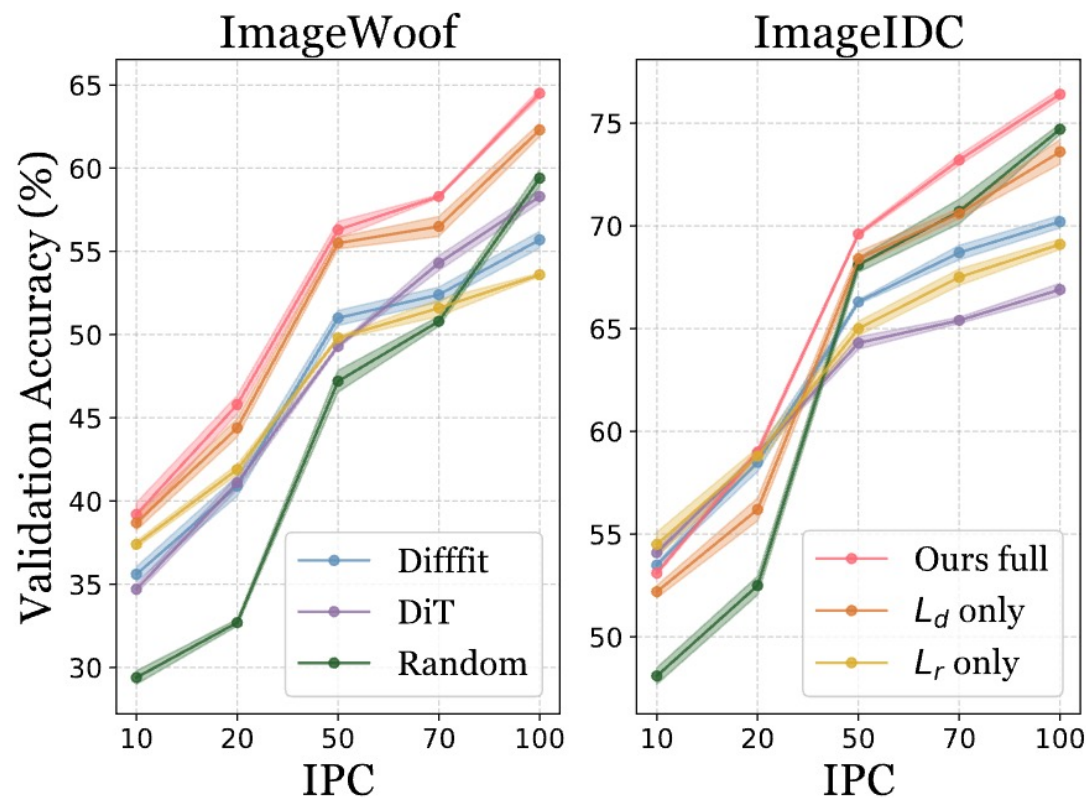 ImageWoof
ImageIDC
Validation Accuracy (%)
65
60
55
50
45
40
35
30
75
70
65
60
55
50
Difffit
DiT
Random
Ours full
L_d only
L_r only
10 20 50 70 100
10 20 50 70 100
IPC
IPC